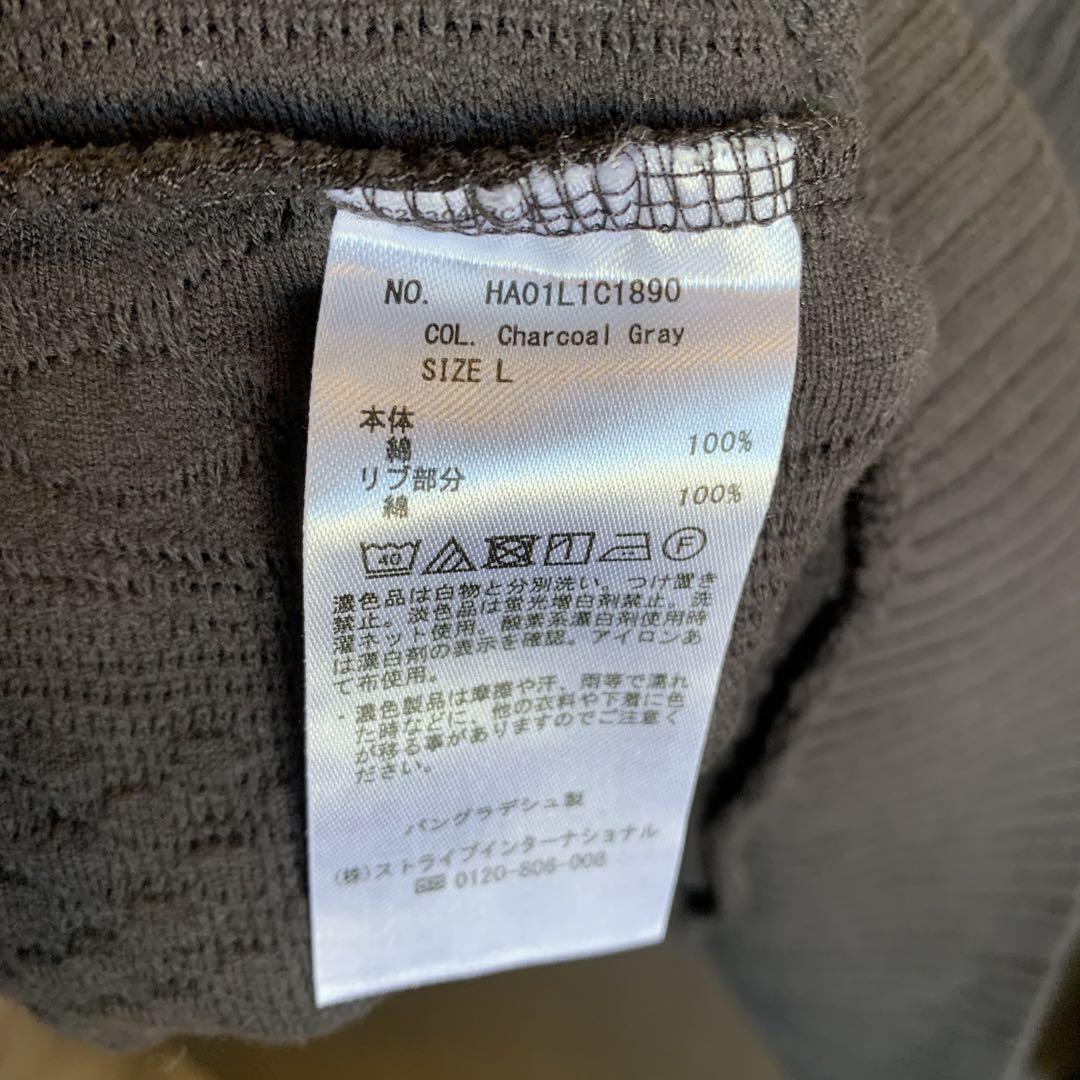 NO. HA01L1C1890
COL. Charcoal Gray
SIZE L
本体
綿 100%
リブ部分
綿 100%
40 F
濃色品は白物と分別洗い。つけ置き
禁止。淡色品は蛍光増白剤禁止。洗
濯ネット使用。酸素系漂白剤使用時
は漂白剤の表示を確認。アイロンあ
て布使用。
・濃色製品は摩擦や汗、雨等で濡れ
た時などに、他の衣料や下着に色
が移る事がありますのでご注意く
ださい。
バングラデシュ製
(株)ストライプインターナショナル
0120-806-008